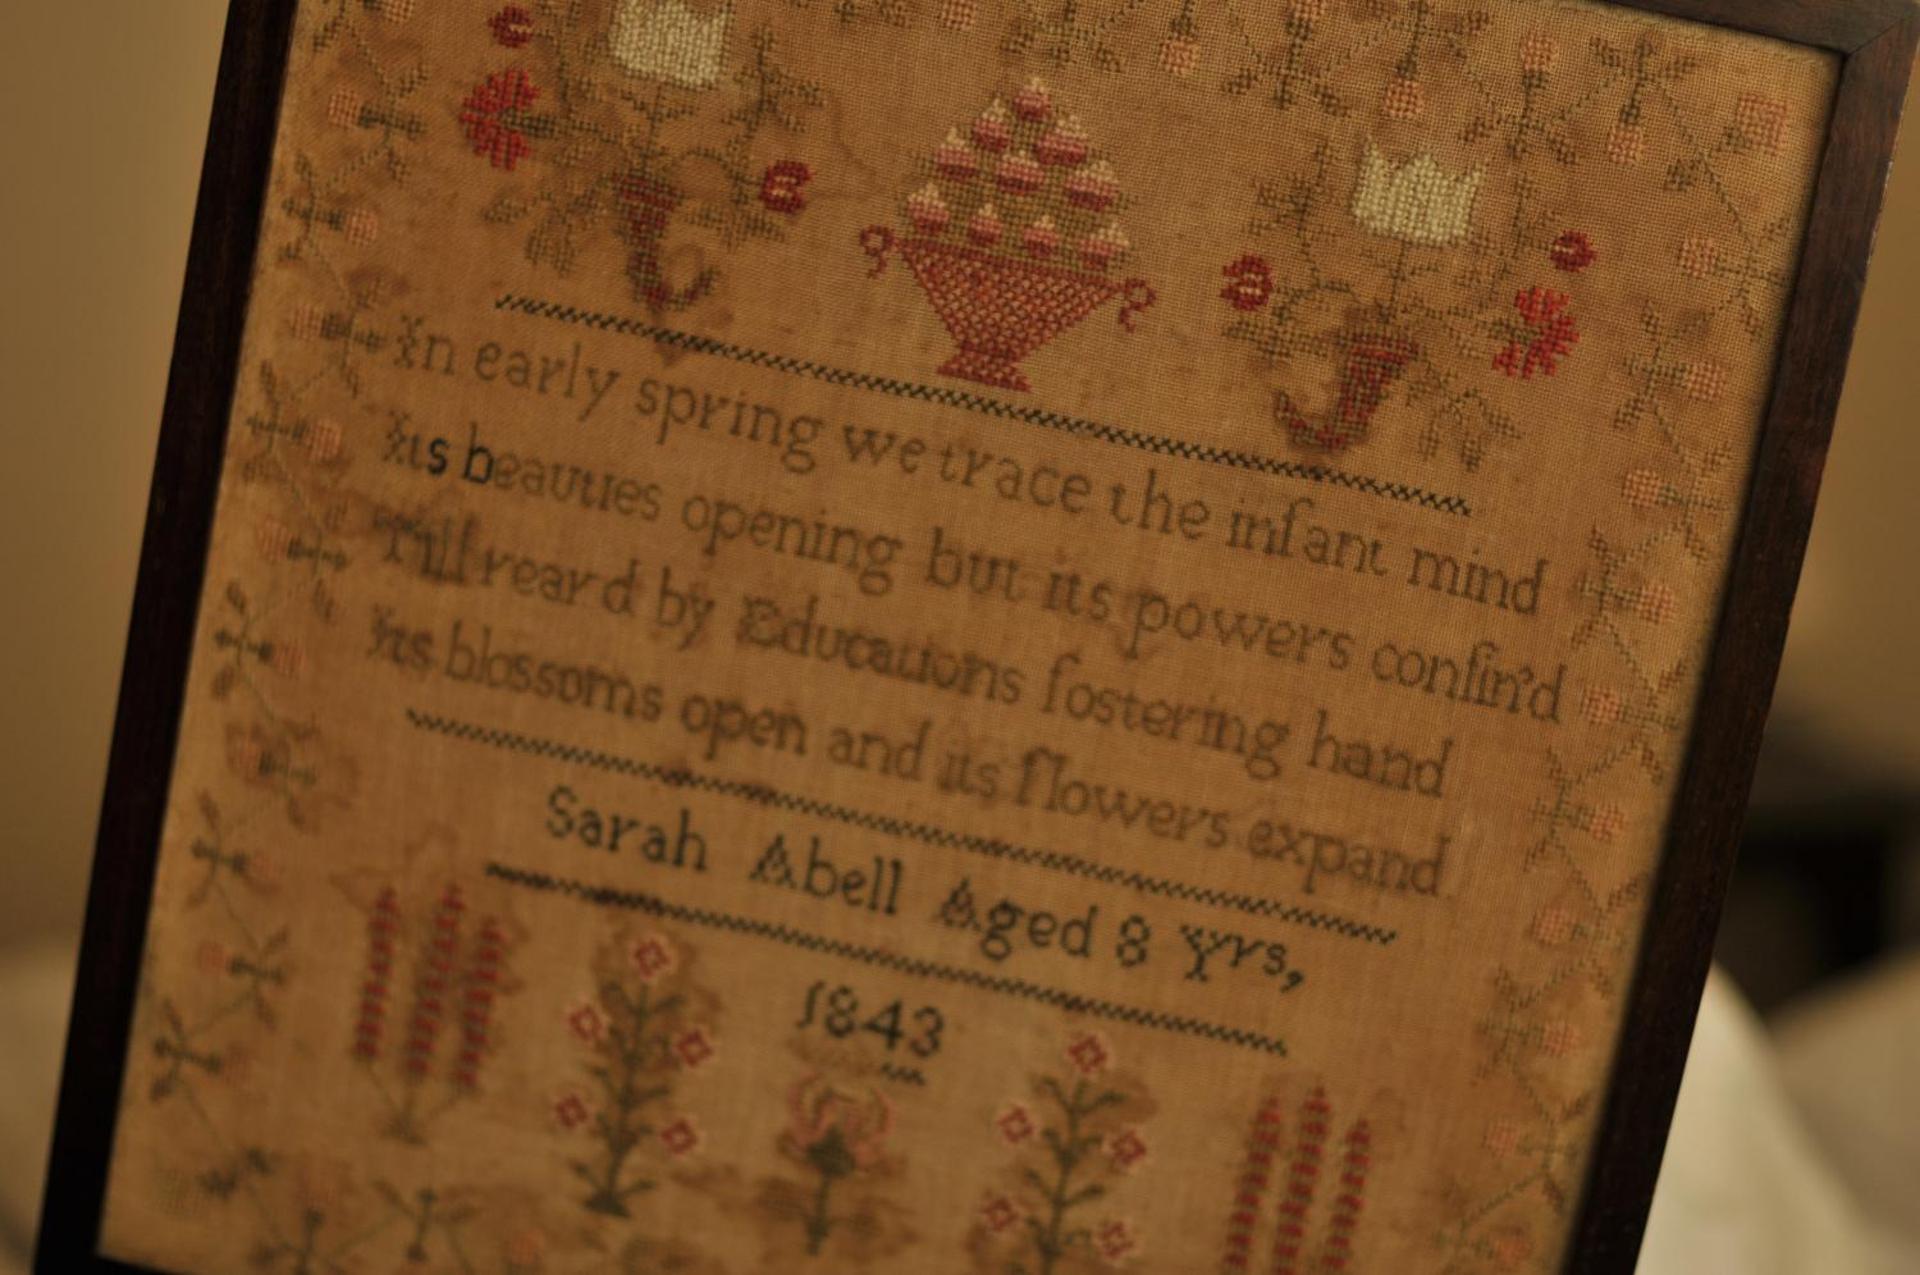 In early spring we trace the infant mind
Its beauties opening but its powers confin'd
Till reard by Educations fostering hand
Its blossoms open and its flowers expand
Sarah Abell Aged 8 Yrs,
1843